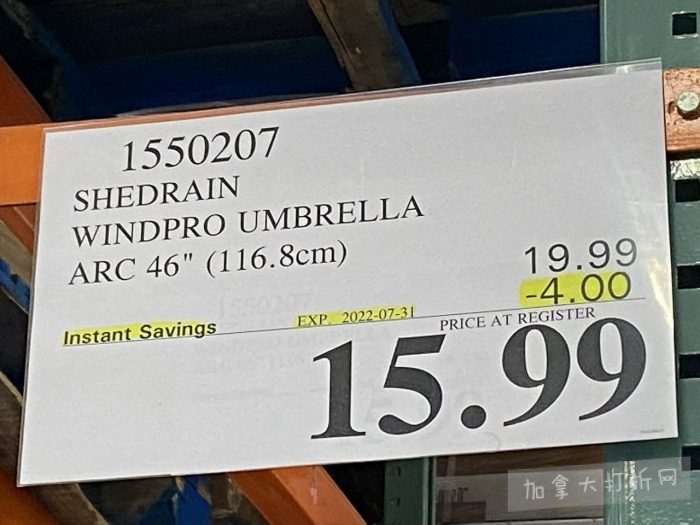 1550207
SHEDRAIN
WINDPRO UMBRELLA
ARC 46" (116.8cm)
19.99
-4.00
Instant Savings EXP. 2022-07-31
PRICE AT REGISTER
15.99
加拿大打折网